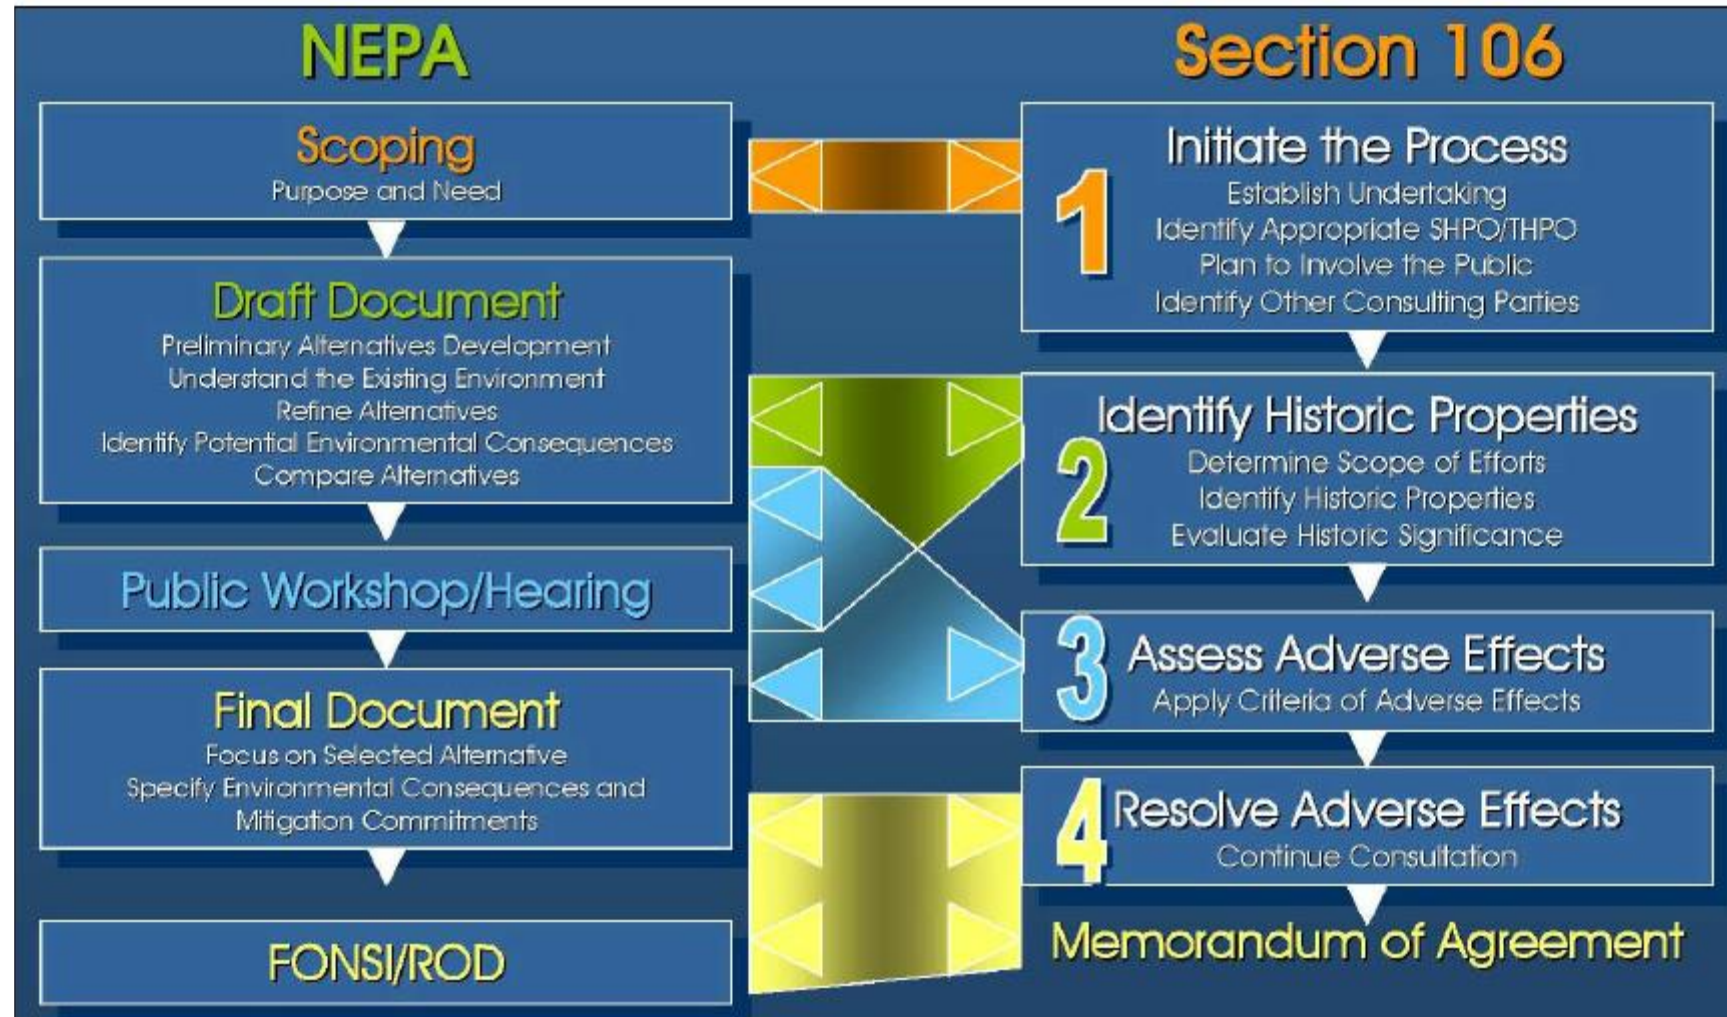 NEPA
Scoping
Purpose and Need
Draft Document
Preliminary Alternatives Development
Understand the Existing Environment
Refine Alternatives
Identify Potential Environmental Consequences
Compare Alternatives
Public Workshop/Hearing
Final Document
Focus on Selected Alternative
Specify Environmental Consequences and
Mitigation Commitments
FONSI/ROD
Section 106
1
Initiate the Process
Establish Undertaking
Identify Appropriate SHPO/THPO
Plan to Involve the Public
Identify Other Consulting Parties
2
Identify Historic Properties
Determine Scope of Efforts
Identify Historic Properties
Evaluate Historic Significance
3
Assess Adverse Effects
Apply Criteria of Adverse Effects
4
Resolve Adverse Effects
Continue Consultation
Memorandum of Agreement